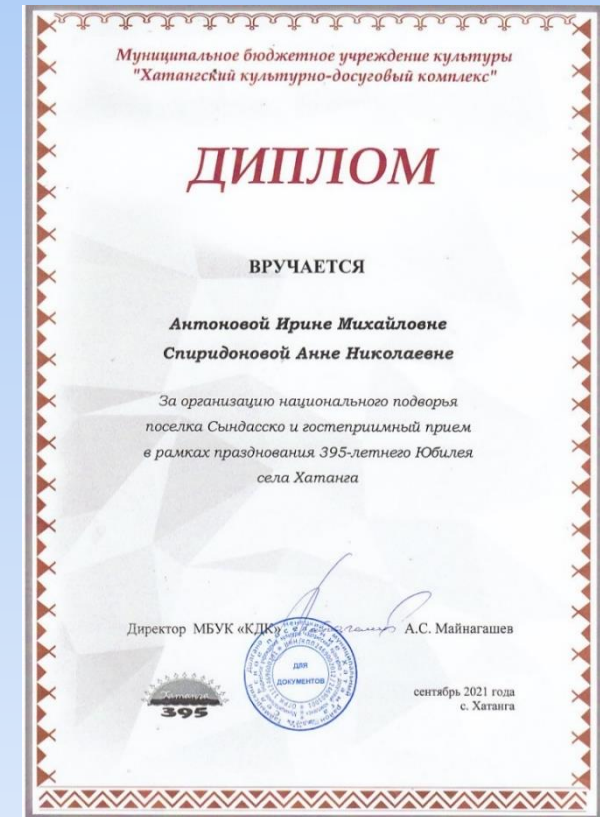 Муниципальное бюджетное учреждение культуры
"Хатангский культурно-досуговый комплекс"
ДИПЛОМ
ВРУЧАЕТСЯ
Антоновой Ирине Михайловне
Спиридоновой Анне Николаевне
За организацию национального подворья
поселка Сындасско и гостеприимный прием
в рамках празднования 395-летнего Юбилея
села Хатанга
Директор МБУК «КДК» А.С. Майнагашев
ДЛЯ
ДОКУМЕНТОВ
Хатанга
395
сентябрь 2021 года
с. Хатанга